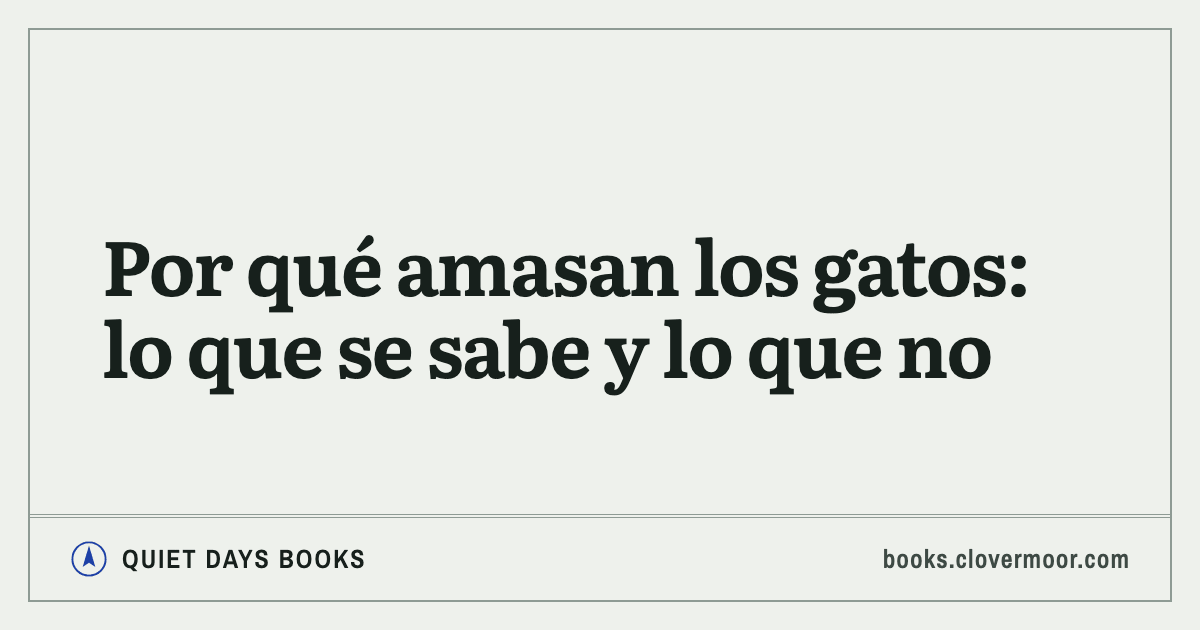 Por qué amasan los gatos:
lo que se sabe y lo que no
QUIET DAYS BOOKS
books.clovermoor.com